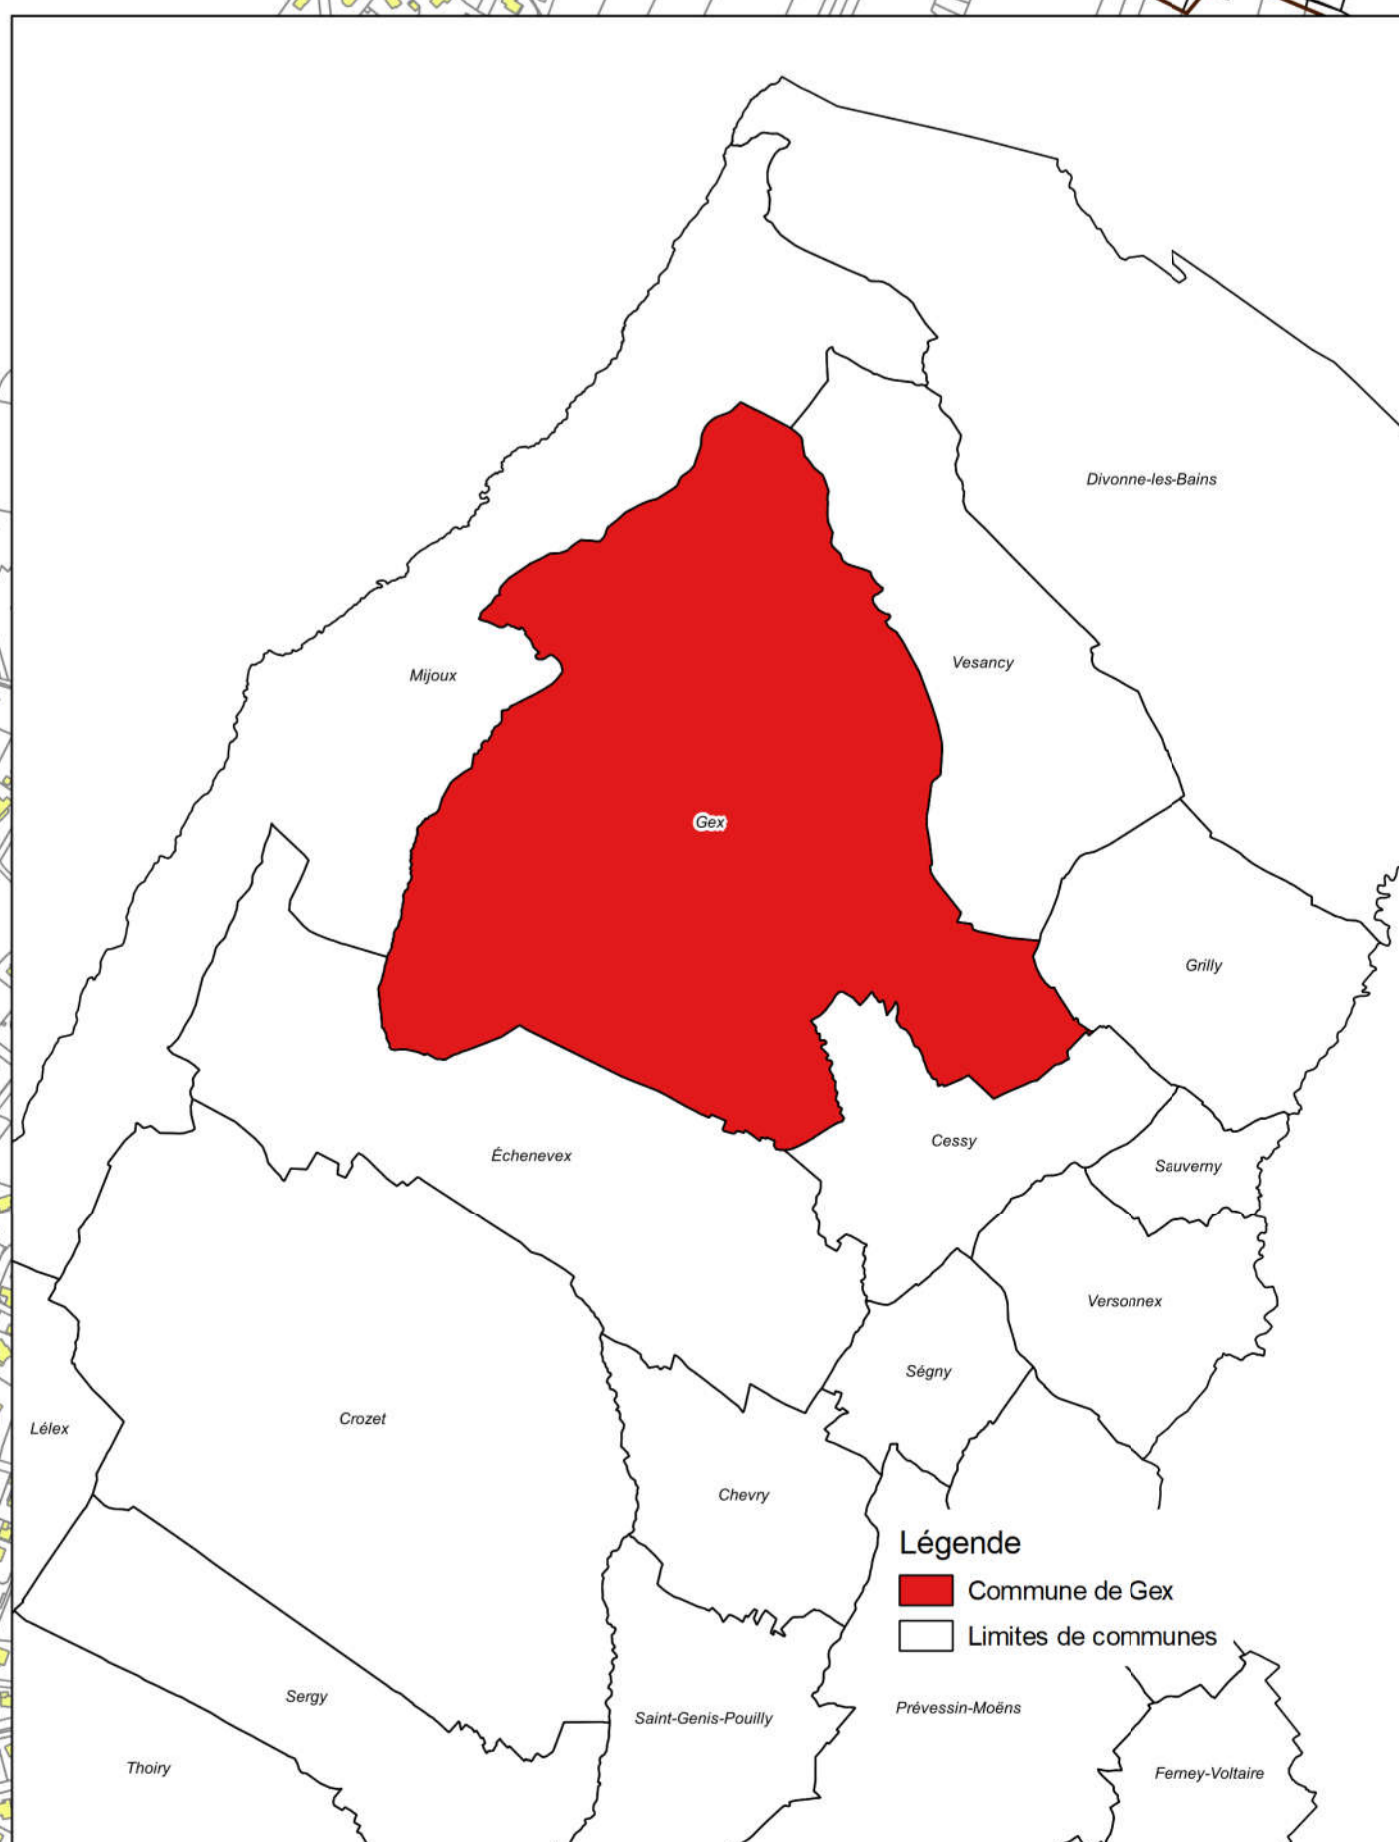 Divonne-les-Bains
Vesancy
Mijoux
Gex
Grilly
Cessy
Échenevex
Sauverny
Versonnex
Ségny
Crozet
Lélex
Chevry
Légende
Commune de Gex
Limites de communes
Sergy
Prévessin-Moëns
Saint-Genis-Pouilly
Thoiry
Ferney-Voltaire